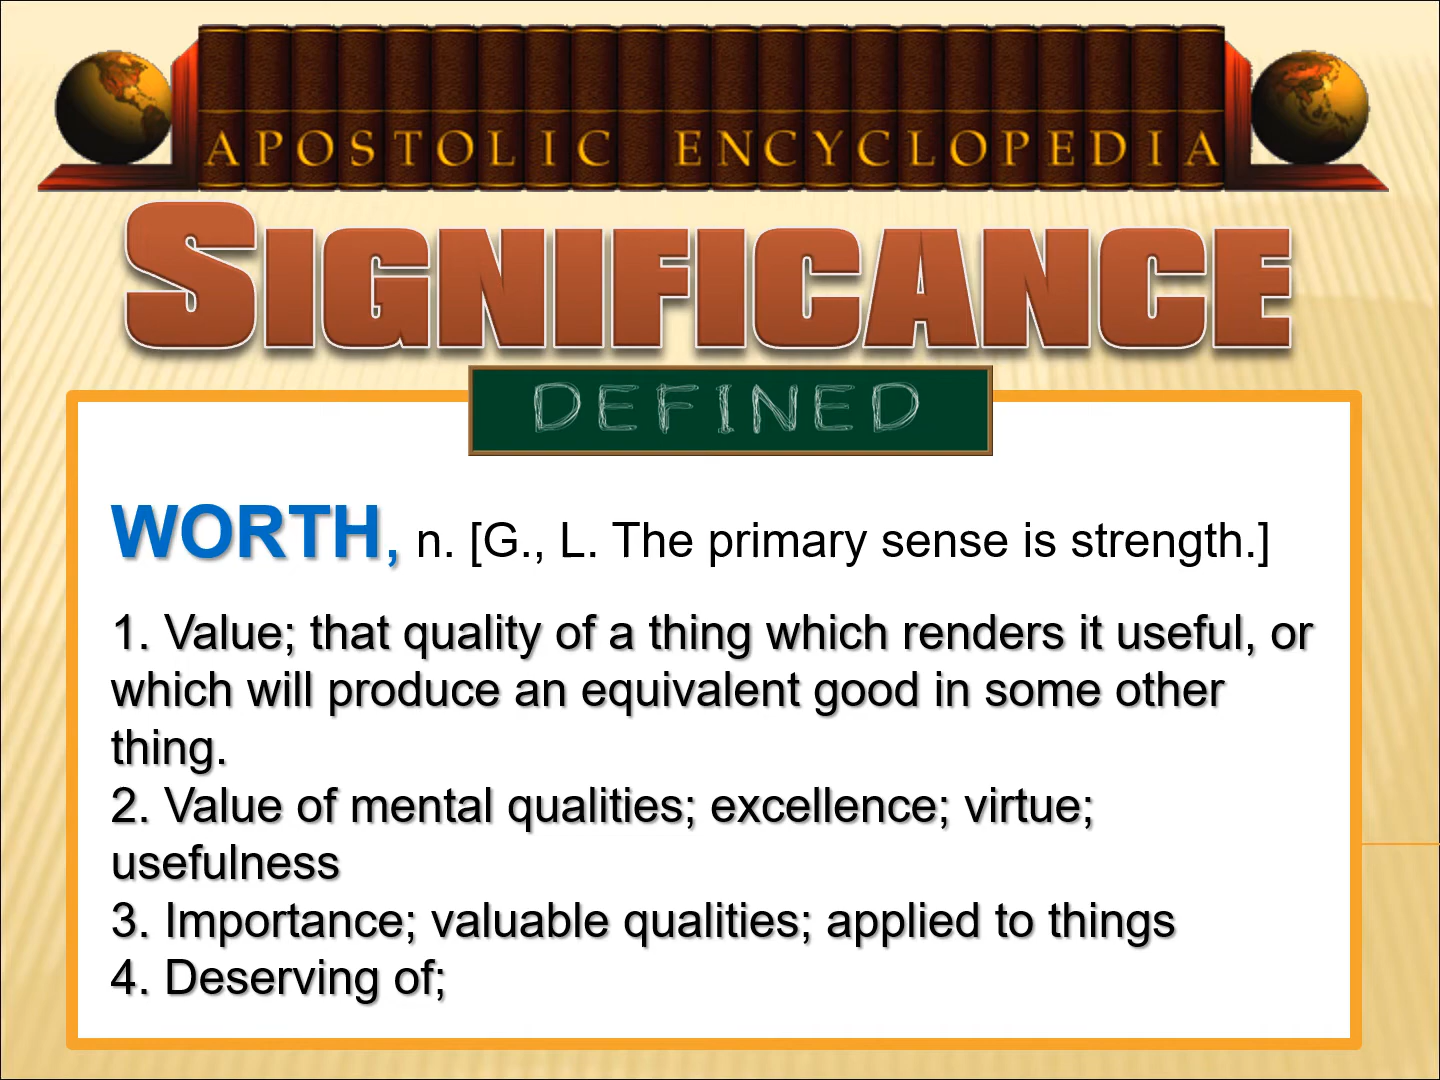 APOSTOLIC ENCYCLOPEDIA
SIGNIFICANCE
DEFINED
WORTH, n. [G., L. The primary sense is strength.]
1. Value; that quality of a thing which renders it useful, or
which will produce an equivalent good in some other
thing.
2. Value of mental qualities; excellence; virtue;
usefulness
3. Importance; valuable qualities; applied to things
4. Deserving of;